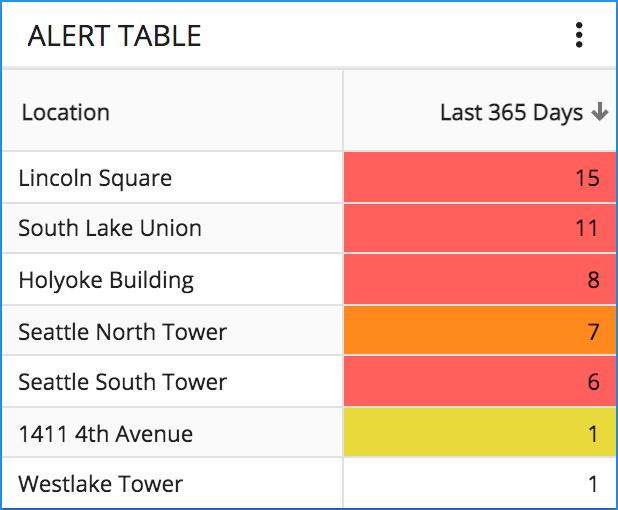 ALERT TABLE
Location Last 365 Days
Lincoln Square 15
South Lake Union 11
Holyoke Building 8
Seattle North Tower 7
Seattle South Tower 6
1411 4th Avenue 1
Westlake Tower 1